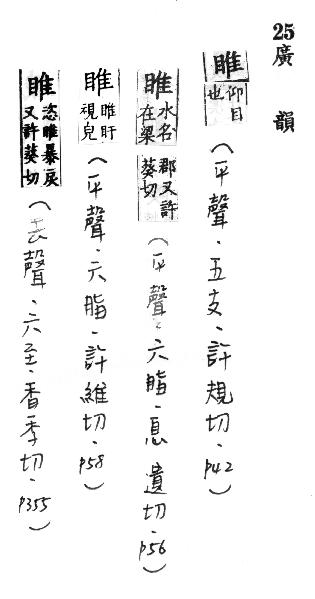 25廣韻
睢仰目也(平聲．五支．許規切．p42)
睢水名在梁郡又許葵切(平聲．六脂．息遺切．p56)
睢睢盱視皃(平聲．六脂．許維切．p58)
睢恣睢暴戾又許葵切(去聲．六至．香季切．p355)